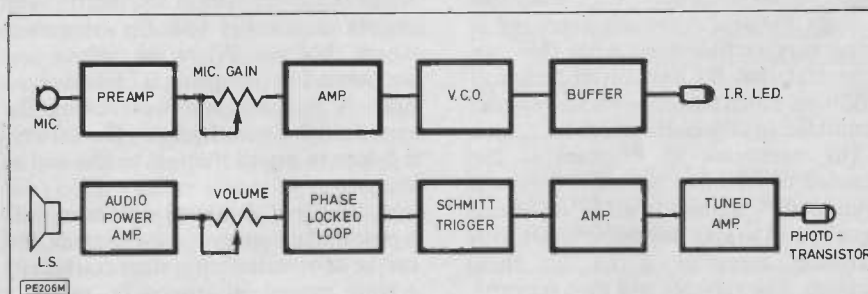 MIC.
PREAMP
MIC. GAIN
AMP.
V.C.O.
BUFFER
I.R. LED.
L.S.
AUDIO
POWER
AMP.
VOLUME
PHASE
LOCKED
LOOP
SCHMITT
TRIGGER
AMP.
TUNED
AMP.
PHOTO-
TRANSISTOR
PE206M